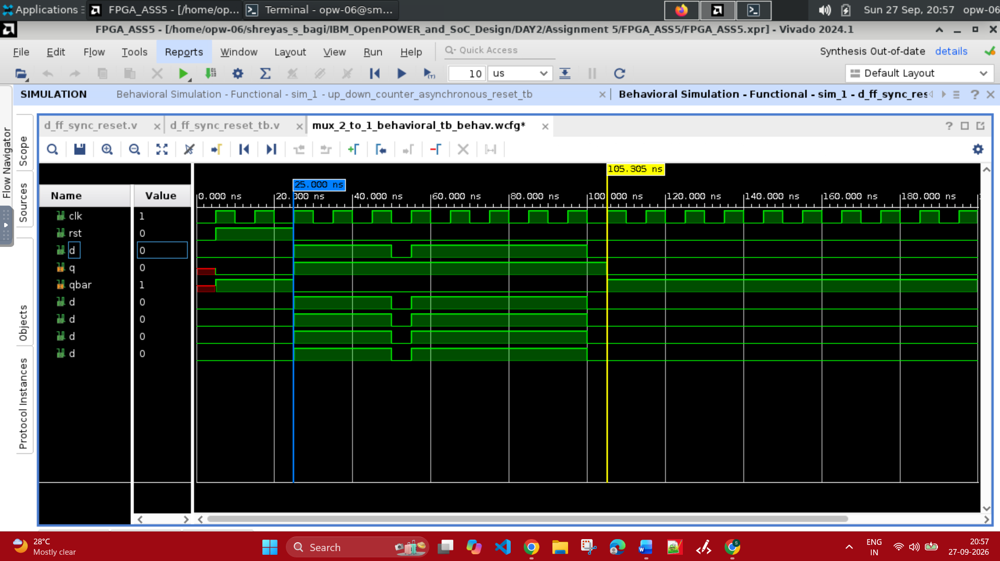 Applications
FPGA_ASS5 - [/home/op...
Terminal - opw-06@sm...
Sun 27 Sep, 20:57
opw-06
FPGA_ASS5 - [/home/opw-06/shreyas_s_bagi/IBM_OpenPOWER_and_SoC_Design/DAY2/Assignment 5/FPGA_ASS5/FPGA_ASS5.xpr] - Vivado 2024.1
File Edit Flow Tools Reports Window Layout View Run Help
Quick Access
Synthesis Out-of-date details
10 us
Default Layout
SIMULATION
Behavioral Simulation - Functional - sim_1 - up_down_counter_asynchronous_reset_tb
Behavioral Simulation - Functional - sim_1 - d_ff_sync_res
Flow Navigator
Scope
Sources
Objects
Protocol Instances
d_ff_sync_reset.v
d_ff_sync_reset_tb.v
mux_2_to_1_behavioral_tb_behav.wcfg*
105.305 ns
25.000 ns
Name Value
0.000 ns 20.000 ns 40.000 ns 60.000 ns 80.000 ns 100.000 ns 120.000 ns 140.000 ns 160.000 ns 180.000 ns
clk 1
rst 0
d 0
q 0
qbar 1
d 0
d 0
d 0
d 0
28°C
Mostly clear
Search
ENG
IN
20:57
27-09-2026